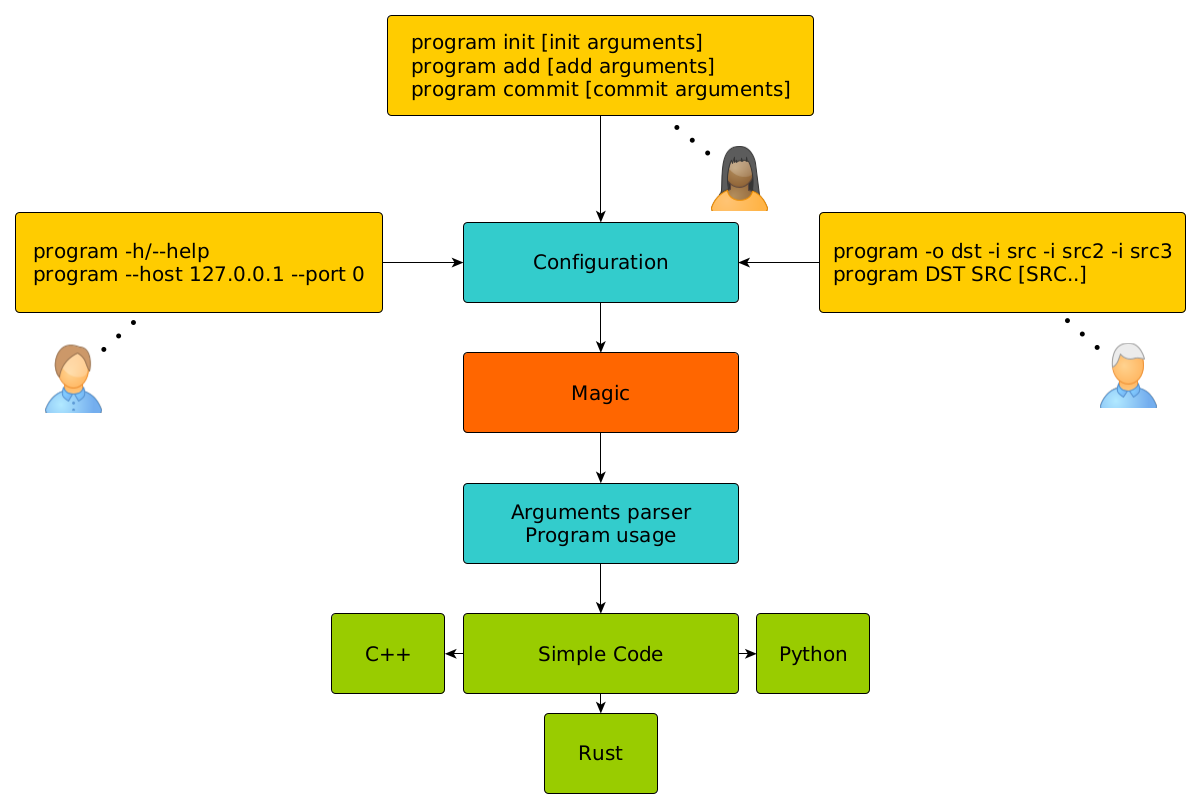 program init [init arguments]
program add [add arguments]
program commit [commit arguments]
program -h/--help
program --host 127.0.0.1 --port 0
Configuration
program -o dst -i src -i src2 -i src3
program DST SRC [SRC..]
Magic
Arguments parser
Program usage
C++
Simple Code
Python
Rust